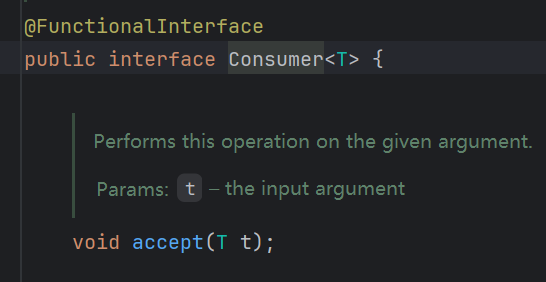 @FunctionalInterface
public interface Consumer<T> {
Performs this operation on the given argument.
Params: t – the input argument
void accept(T t);